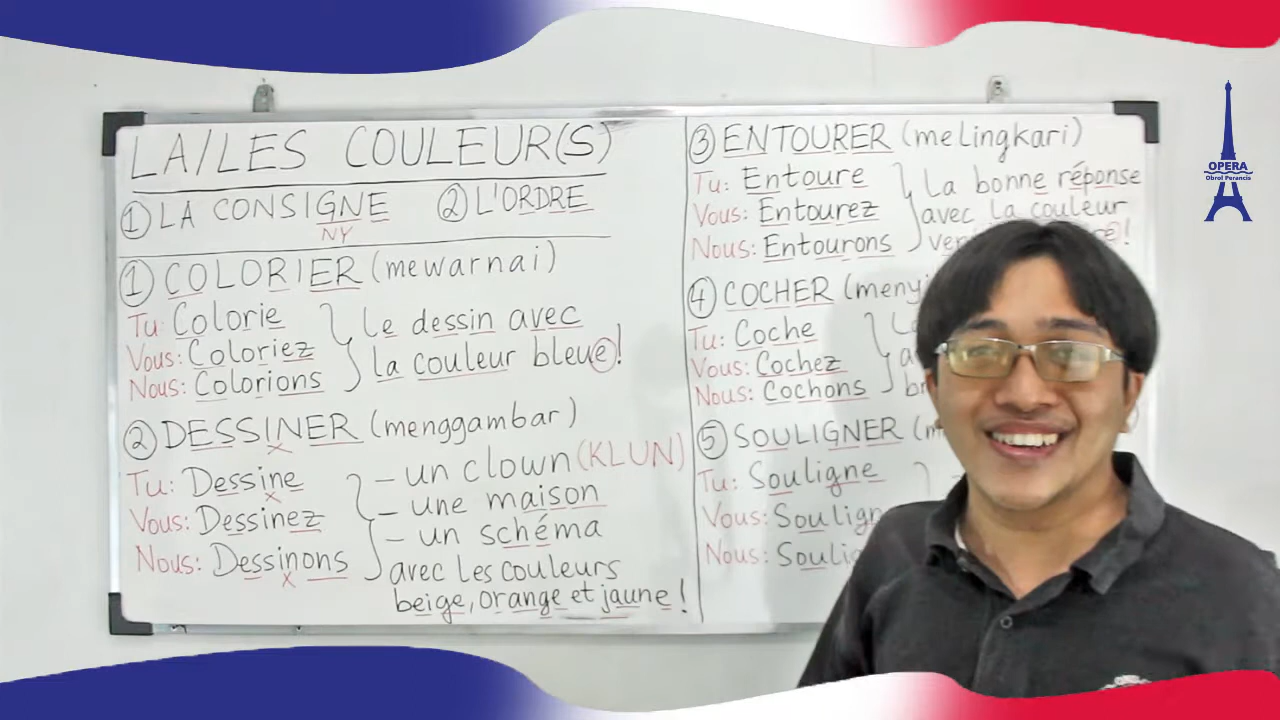 LA/LES COULEUR(S)
① LA CONSIGNE ② L'ORDRE
NY
① COLORIER (mewarnai)
Tu: Colorie
Vous: Coloriez
Nous: Colorions
le dessin avec
la couleur bleue!
② DESSINER (menggambar)
Tu: Dessine
Vous: Dessinez
Nous: Dessinons
- un clown (KLUN)
- une maison
- un schéma
avec les couleurs
beige, orange et jaune!
③ ENTOURER (melingkari)
Tu: Entoure
Vous: Entourez
Nous: Entourons
la bonne réponse
avec la couleur
④ COCHER
Tu: Coche
Vous: Cochez
Nous: Cochons
⑤ SOULIGNER
Tu: Souligne
Vous:
Nous:
OPERA
Obrol Perancis